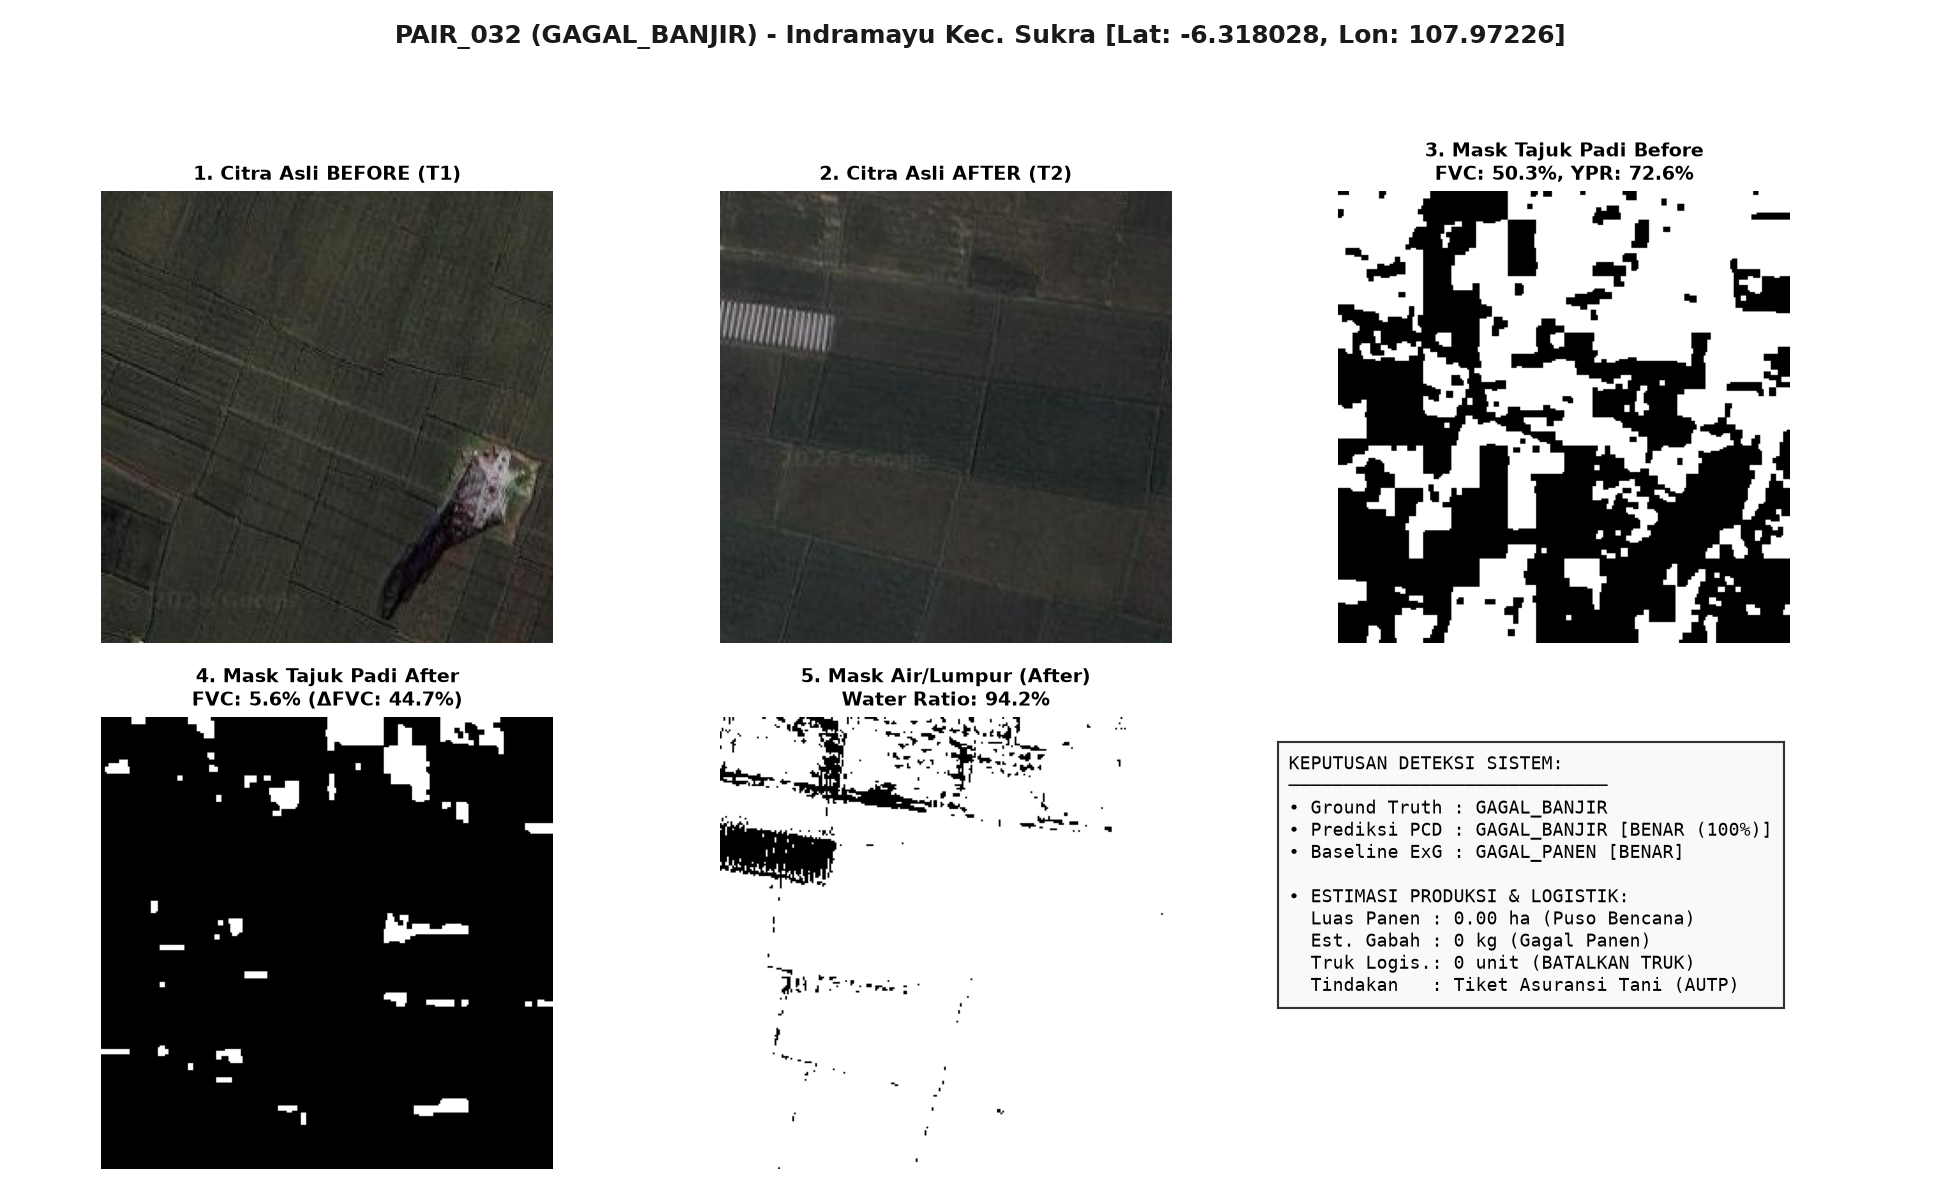 PAIR_032 (GAGAL_BANJIR) - Indramayu Kec. Sukra [Lat: -6.318028, Lon: 107.97226]
1. Citra Asli BEFORE (T1)
2. Citra Asli AFTER (T2)
3. Mask Tajuk Padi Before
FVC: 50.3%, YPR: 72.6%
4. Mask Tajuk Padi After
FVC: 5.6% (ΔFVC: 44.7%)
5. Mask Air/Lumpur (After)
Water Ratio: 94.2%
KEPUTUSAN DETEKSI SISTEM:
• Ground Truth : GAGAL_BANJIR
• Prediksi PCD : GAGAL_BANJIR [BENAR (100%)]
• Baseline ExG : GAGAL_PANEN [BENAR]
• ESTIMASI PRODUKSI & LOGISTIK:
Luas Panen : 0.00 ha (Puso Bencana)
Est. Gabah : 0 kg (Gagal Panen)
Truk Logis.: 0 unit (BATALKAN TRUK)
Tindakan   : Tiket Asuransi Tani (AUTP)